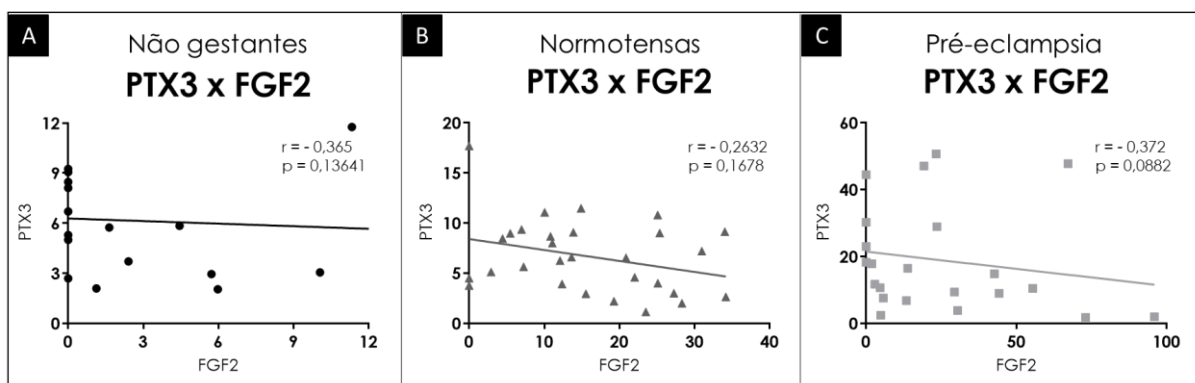 A
Não gestantes
PTX3 x FGF2
r = - 0,365
p = 0,13641
12
9
6
3
0
PTX3
0 3 6 9 12
FGF2
B
Normotensas
PTX3 x FGF2
r = - 0,2632
p = 0,1678
20
15
10
5
0
PTX3
0 10 20 30 40
FGF2
C
Pré-eclampsia
PTX3 x FGF2
r = - 0,372
p = 0,0882
60
40
20
0
PTX3
0 50 100
FGF2